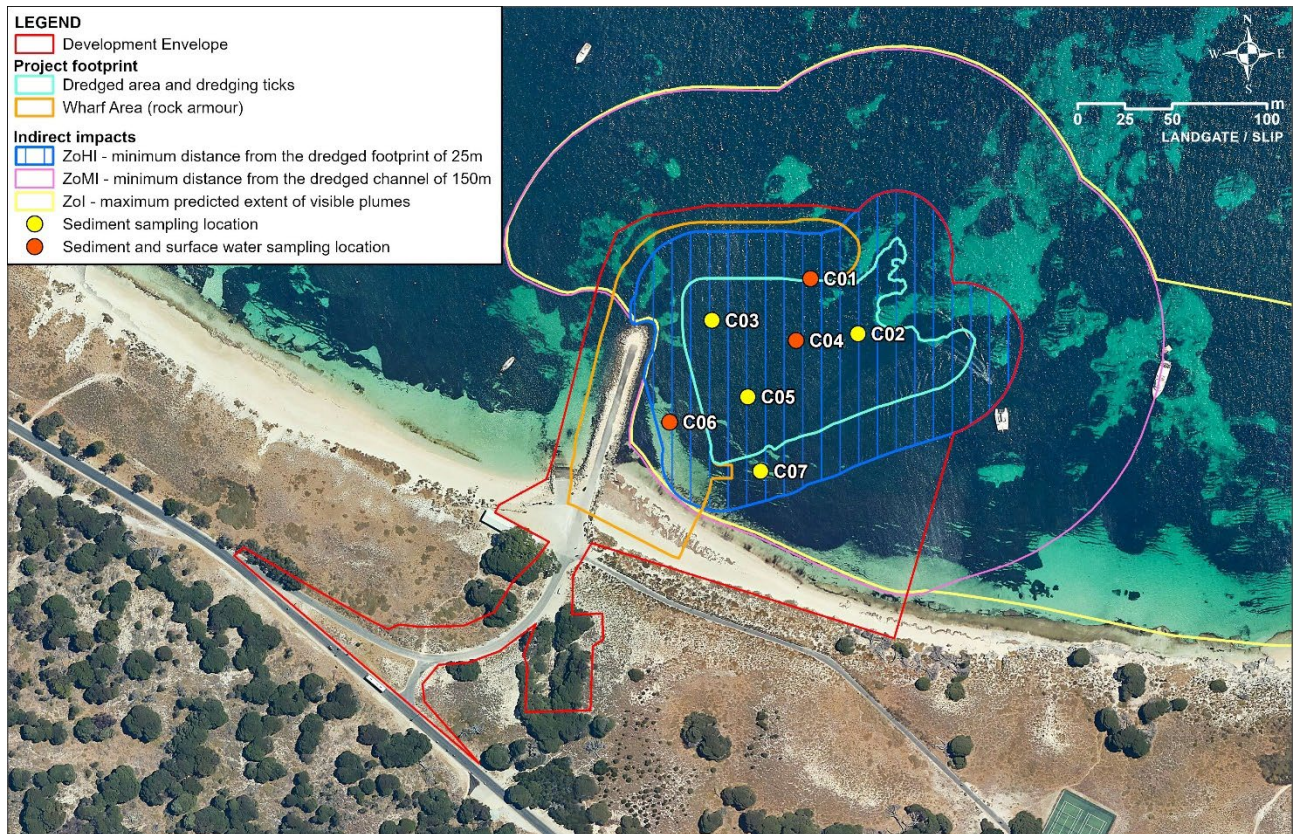 LEGEND
Development Envelope
Project footprint
Dredged area and dredging ticks
Wharf Area (rock armour)
Indirect impacts
ZoHI - minimum distance from the dredged footprint of 25m
ZoMI - minimum distance from the dredged channel of 150m
ZoI - maximum predicted extent of visible plumes
Sediment sampling location
Sediment and surface water sampling location
N
W E
S
m
0 25 50 100
LANDGATE / SLIP
C01
C03
C02
C04
C05
C06
C07